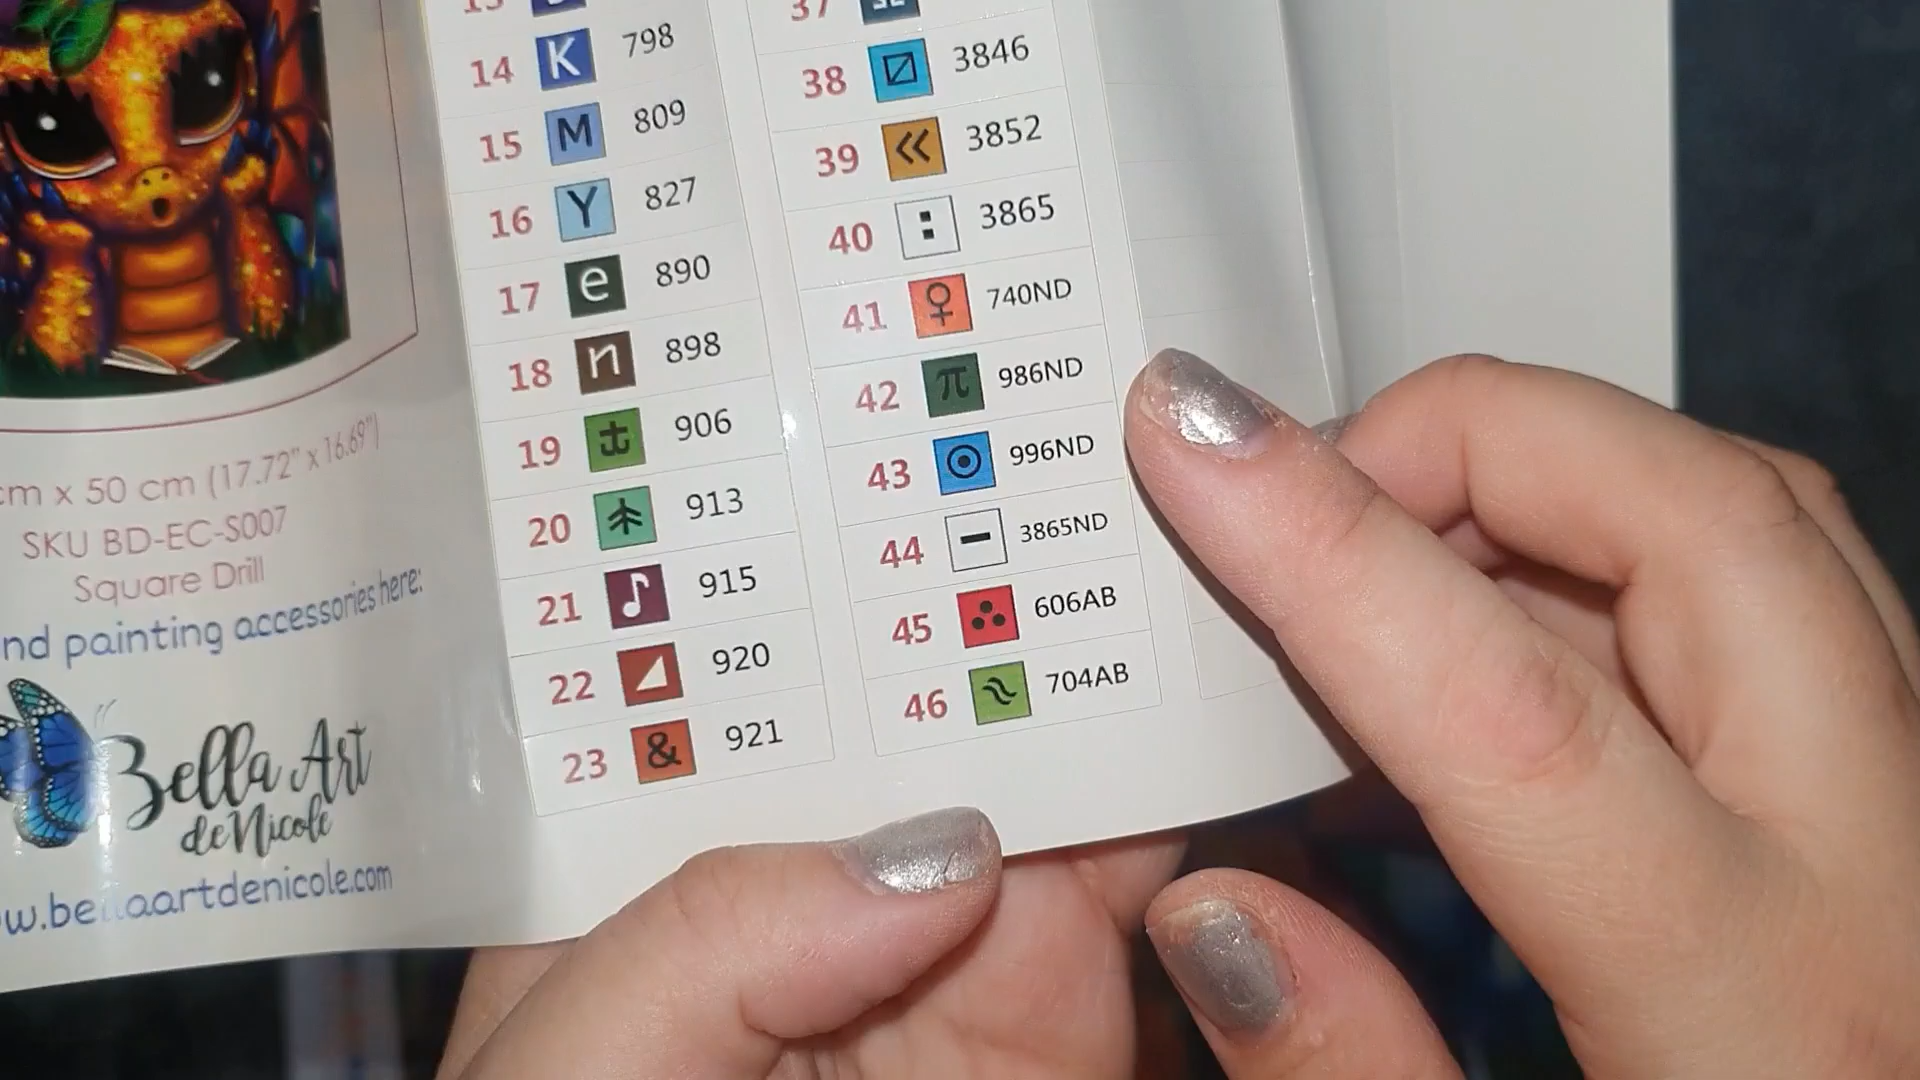 cm x 50 cm (17.72" x 16.69")
SKU BD-EC-S007
Square Drill
nd painting accessories here:
Bella Art
deNicole
w.bellaartdenicole.com
14 K 798
15 M 809
16 Y 827
17 e 890
18 n 898
19 906
20 913
21 ♪ 915
22 920
23 & 921
37
38 3846
39 « 3852
40 : 3865
41 ♀ 740ND
42 π 986ND
43 ⊙ 996ND
44 − 3865ND
45 606AB
46 704AB